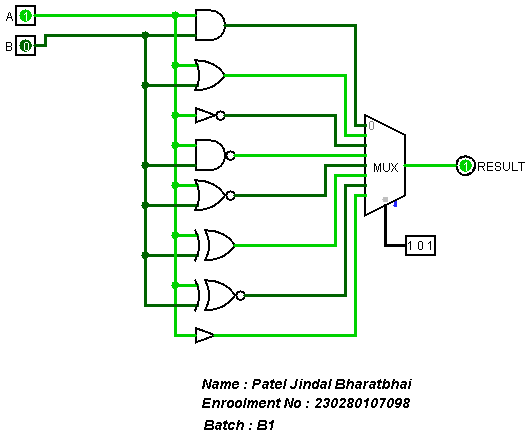 A 1
B 0
0
MUX
1 RESULT
1 0 1
Name : Patel Jindal Bharatbhai
Enroolment No : 230280107098
Batch : B1